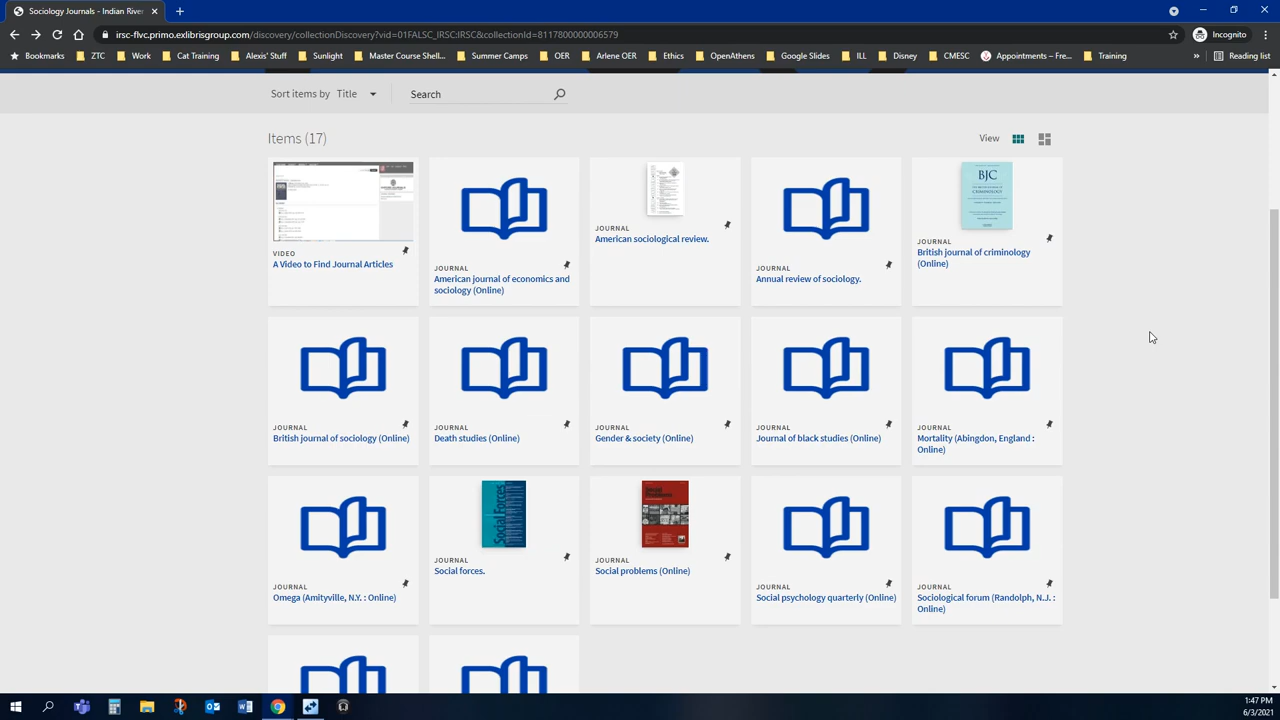 Sociology Journals - Indian River
irsc-flvc.primo.exlibrisgroup.com/discovery/collectionDiscovery?vid=01FALSC_IRSC:IRSC&collectionId=8117800000006579
Incognito
Bookmarks
ZTC
Work
Cat Training
Alexis' Stuff
Sunlight
Master Course Shell...
Summer Camps
OER
Arlene OER
Ethics
OpenAthens
Google Slides
ILL
Disney
CMESC
Appointments – Fre...
Training
Reading list
Sort items by Title
Search
Items (17)
View
VIDEO
A Video to Find Journal Articles
JOURNAL
American journal of economics and
sociology (Online)
JOURNAL
American sociological review.
JOURNAL
Annual review of sociology.
BJC
CRIMINOLOGY
JOURNAL
British journal of criminology
(Online)
JOURNAL
British journal of sociology (Online)
JOURNAL
Death studies (Online)
JOURNAL
Gender & society (Online)
JOURNAL
Journal of black studies (Online)
JOURNAL
Mortality (Abingdon, England :
Online)
JOURNAL
Omega (Amityville, N.Y. : Online)
Social Forces
JOURNAL
Social forces.
Social
Problems
JOURNAL
Social problems (Online)
JOURNAL
Social psychology quarterly (Online)
JOURNAL
Sociological forum (Randolph, N.J. :
Online)
1:47 PM
6/3/2021